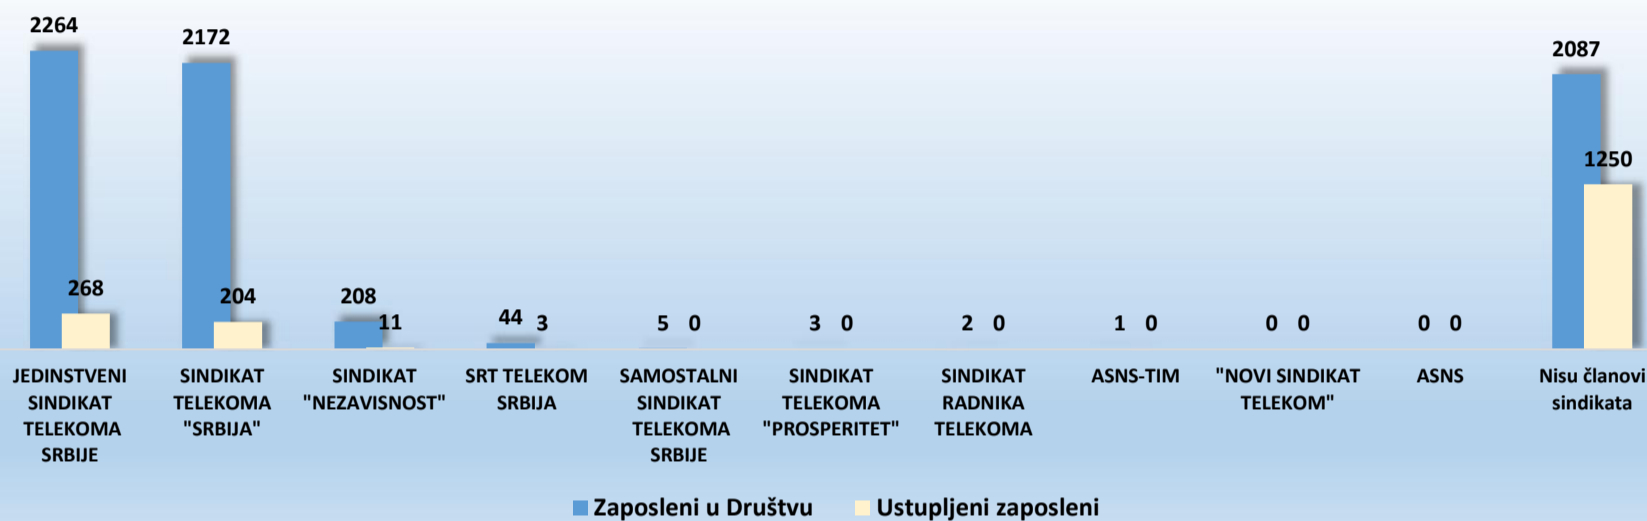 2264
268
2172
204
208
11
44
3
5
0
3
0
2
0
1
0
0
0
0
0
2087
1250
JEDINSTVENI
SINDIKAT
TELEKOMA
SRBIJE
SINDIKAT
TELEKOMA
"SRBIJA"
SINDIKAT
"NEZAVISNOST"
SRT TELEKOM
SRBIJA
SAMOSTALNI
SINDIKAT
TELEKOMA
SRBIJE
SINDIKAT
TELEKOMA
"PROSPERITET"
SINDIKAT
RADNIKA
TELEKOMA
ASNS-TIM
"NOVI SINDIKAT
TELEKOM"
ASNS
Nisu članovi
sindikata
Zaposleni u Društvu
Ustupljeni zaposleni